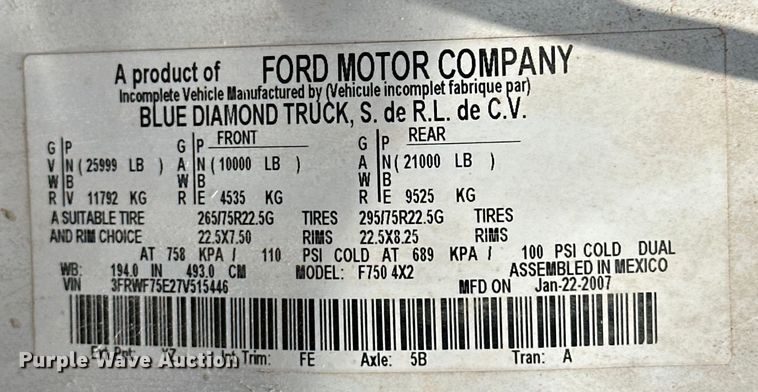 A product of FORD MOTOR COMPANY
Incomplete Vehicle Manufactured by (Vehicule incomplet fabrique par)
BLUE DIAMOND TRUCK, S. de R.L. de C.V.
G P G P FRONT G P REAR
V N ( 25999 LB ) A N ( 10000 LB ) A N ( 21000 LB )
W B W B W B
R V 11792 KG R E 4535 KG R E 9525 KG
A SUITABLE TIRE 265/75R22.5G TIRES 295/75R22.5G TIRES
AND RIM CHOICE 22.5X7.50 RIMS 22.5X8.25 RIMS
AT 758 KPA / 110 PSI COLD AT 689 KPA / 100 PSI COLD DUAL
WB: 194.0 IN 493.0 CM MODEL: F750 4X2 ASSEMBLED IN MEXICO
VIN 3FRWF75E27V515446 MFD ON Jan-22-2007
Int Trim: FE Axle: 5B Tran: A
Purple Wave Auction